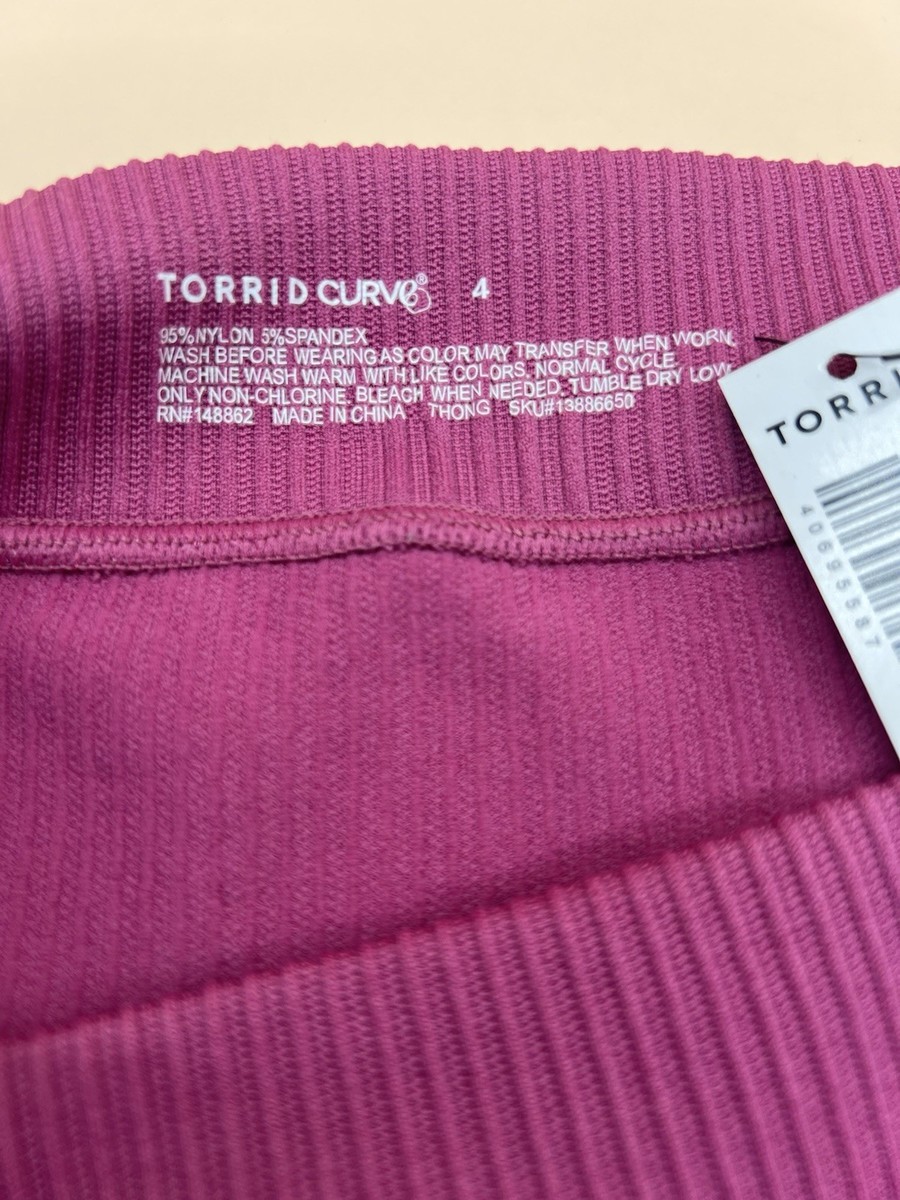 TORRID CURVE® 4
95% NYLON 5% SPANDEX
WASH BEFORE WEARING AS COLOR MAY TRANSFER WHEN WORN.
MACHINE WASH WARM WITH LIKE COLORS. NORMAL CYCLE.
ONLY NON-CHLORINE. BLEACH WHEN NEEDED. TUMBLE DRY LOW.
RN#148862 MADE IN CHINA THONG SKU#13886650
TORRI
40695587